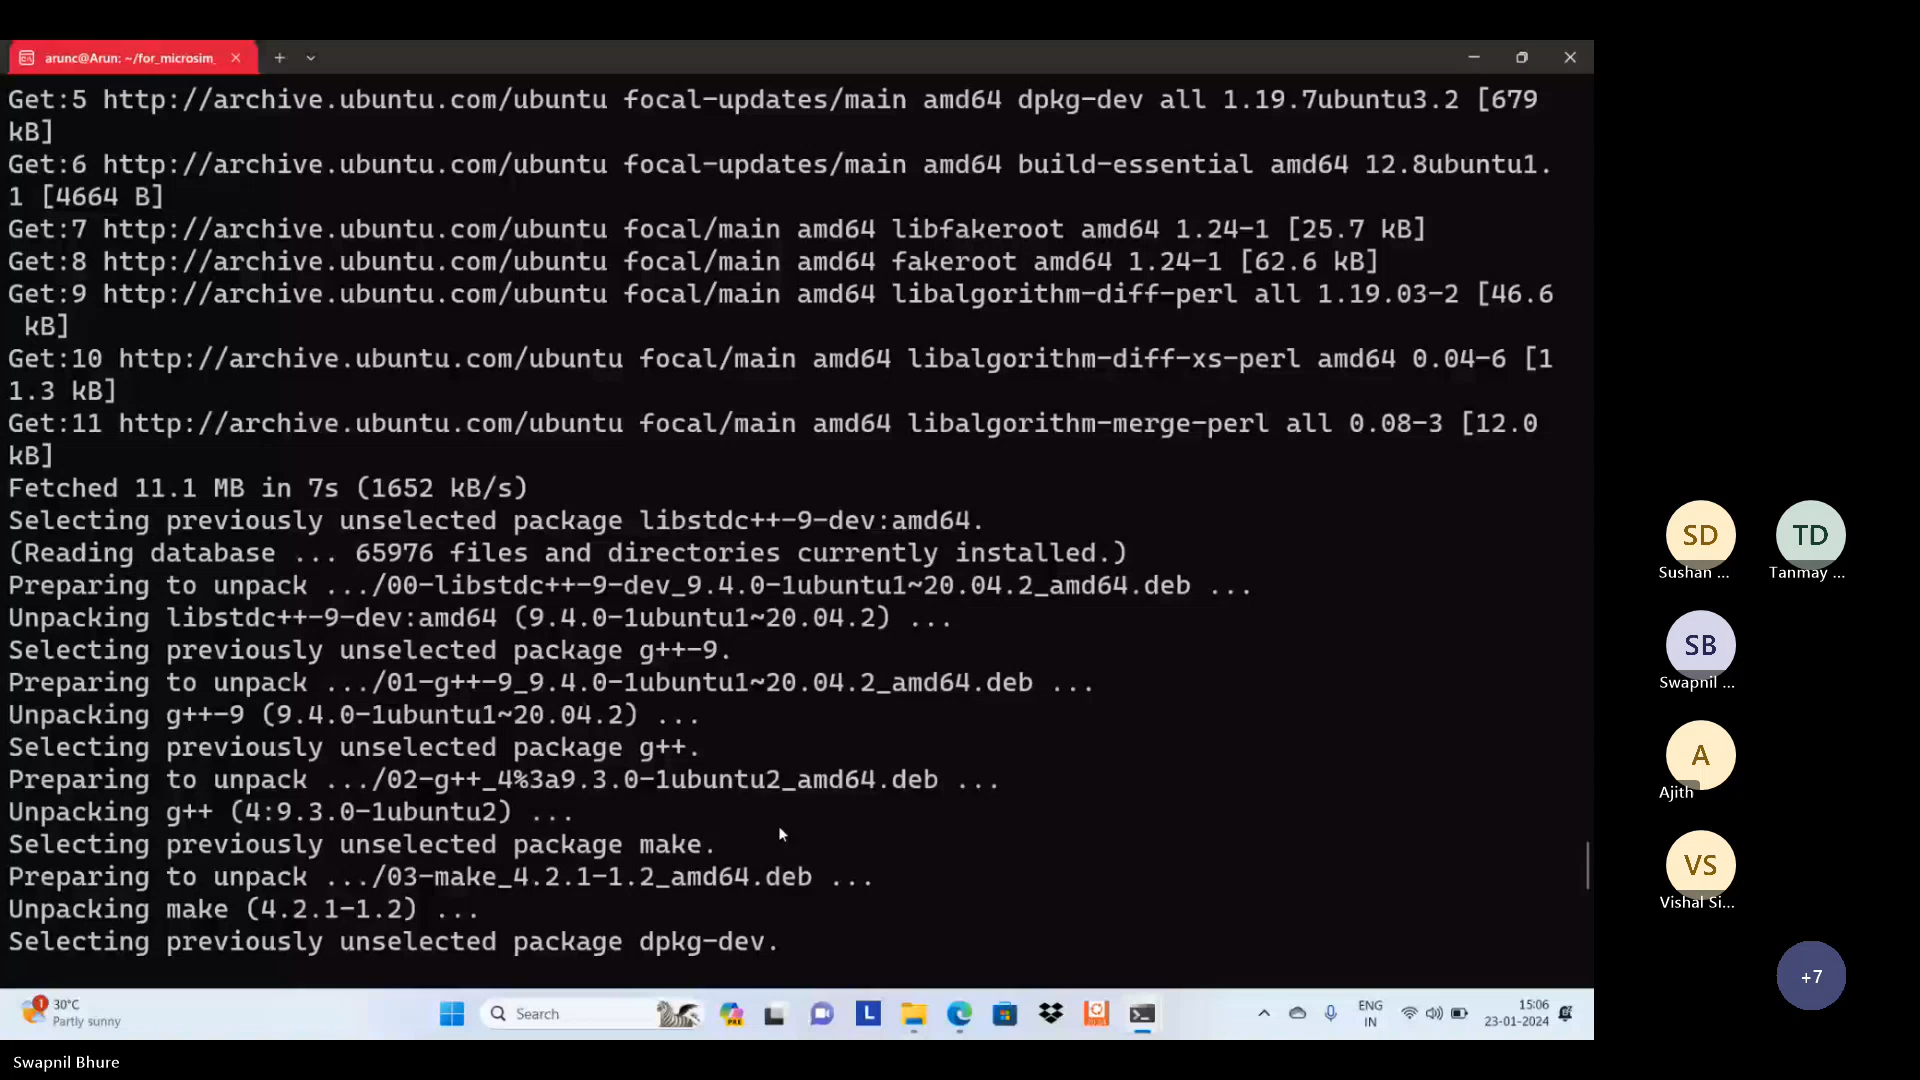 arunc@Arun: ~/for_microsim_
Get:5 http://archive.ubuntu.com/ubuntu focal-updates/main amd64 dpkg-dev all 1.19.7ubuntu3.2 [679
kB]
Get:6 http://archive.ubuntu.com/ubuntu focal-updates/main amd64 build-essential amd64 12.8ubuntu1.
1 [4664 B]
Get:7 http://archive.ubuntu.com/ubuntu focal/main amd64 libfakeroot amd64 1.24-1 [25.7 kB]
Get:8 http://archive.ubuntu.com/ubuntu focal/main amd64 fakeroot amd64 1.24-1 [62.6 kB]
Get:9 http://archive.ubuntu.com/ubuntu focal/main amd64 libalgorithm-diff-perl all 1.19.03-2 [46.6
kB]
Get:10 http://archive.ubuntu.com/ubuntu focal/main amd64 libalgorithm-diff-xs-perl amd64 0.04-6 [1
1.3 kB]
Get:11 http://archive.ubuntu.com/ubuntu focal/main amd64 libalgorithm-merge-perl all 0.08-3 [12.0
kB]
Fetched 11.1 MB in 7s (1652 kB/s)
Selecting previously unselected package libstdc++-9-dev:amd64.
(Reading database ... 65976 files and directories currently installed.)
Preparing to unpack .../00-libstdc++-9-dev_9.4.0-1ubuntu1~20.04.2_amd64.deb ...
Unpacking libstdc++-9-dev:amd64 (9.4.0-1ubuntu1~20.04.2) ...
Selecting previously unselected package g++-9.
Preparing to unpack .../01-g++-9_9.4.0-1ubuntu1~20.04.2_amd64.deb ...
Unpacking g++-9 (9.4.0-1ubuntu1~20.04.2) ...
Selecting previously unselected package g++.
Preparing to unpack .../02-g++_4%3a9.3.0-1ubuntu2_amd64.deb ...
Unpacking g++ (4:9.3.0-1ubuntu2) ...
Selecting previously unselected package make.
Preparing to unpack .../03-make_4.2.1-1.2_amd64.deb ...
Unpacking make (4.2.1-1.2) ...
Selecting previously unselected package dpkg-dev.
SD
Sushan ...
TD
Tanmay ...
SB
Swapnil ...
A
Ajith
VS
Vishal Si...
+7
1
30°C
Partly sunny
Search
PRE
L
ENG
IN
15:06
23-01-2024
Swapnil Bhure